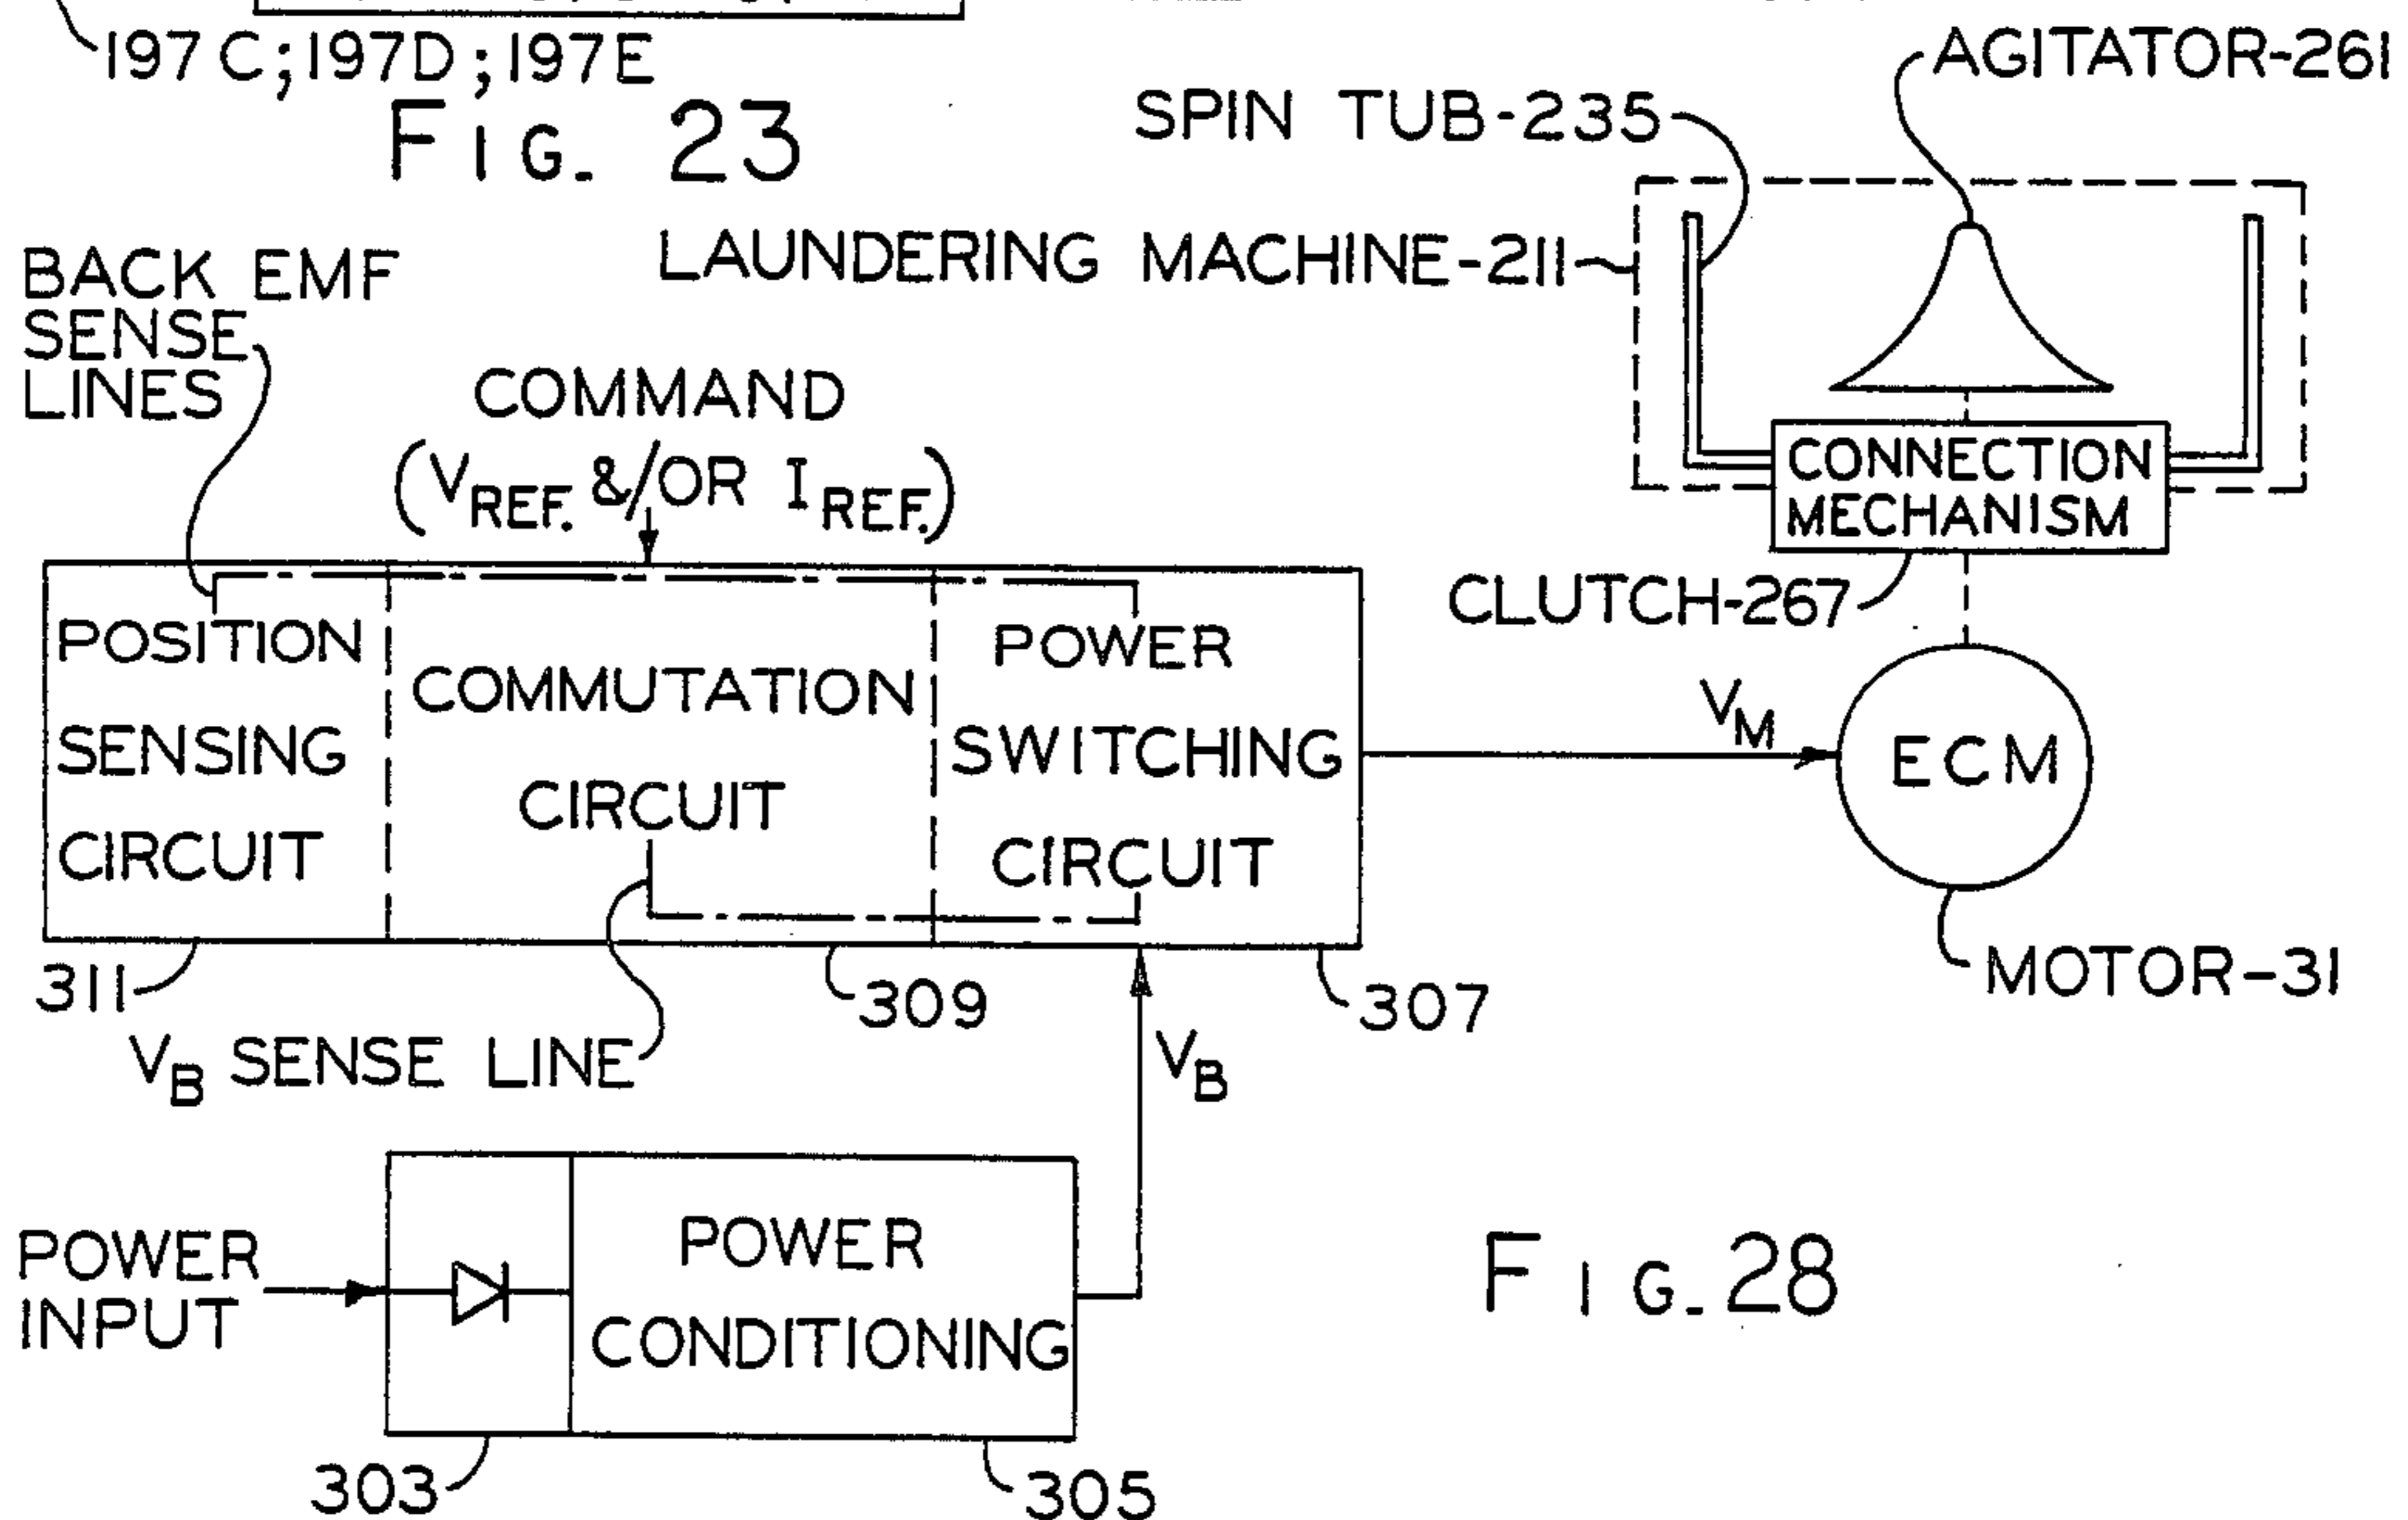 197C;197D;197E
FIG. 23
AGITATOR-261
SPIN TUB-235
LAUNDERING MACHINE-211
BACK EMF
SENSE
LINES
COMMAND
(VREF. &/OR IREF.)
CONNECTION
MECHANISM
CLUTCH-267
POSITION
SENSING
CIRCUIT
COMMUTATION
CIRCUIT
POWER
SWITCHING
CIRCUIT
VM
ECM
MOTOR-31
311
309
307
VB SENSE LINE
VB
POWER
INPUT
POWER
CONDITIONING
303
305
FIG. 28